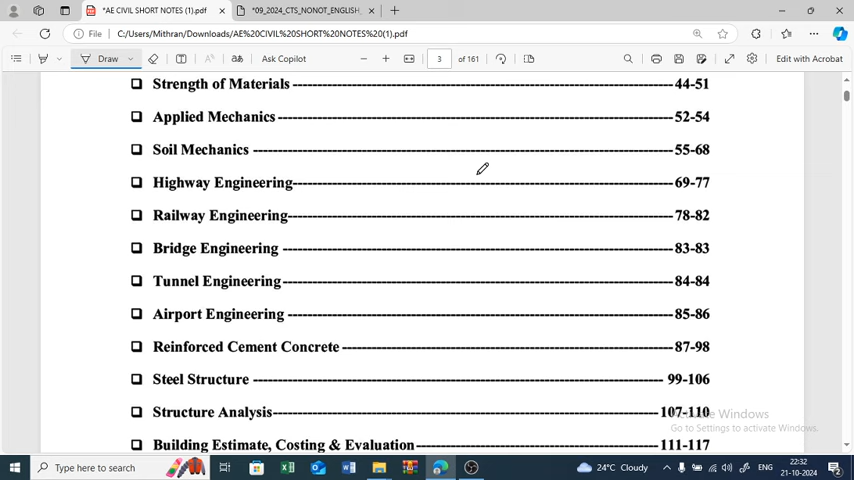 *AE CIVIL SHORT NOTES (1).pdf
*09_2024_CTS_NONOT_ENGLISH_
File
C:/Users/Mithran/Downloads/AE%20CIVIL%20SHORT%20NOTES%20(1).pdf
Draw
Ask Copilot
3 of 161
Edit with Acrobat
Strength of Materials 44-51
Applied Mechanics 52-54
Soil Mechanics 55-68
Highway Engineering 69-77
Railway Engineering 78-82
Bridge Engineering 83-83
Tunnel Engineering 84-84
Airport Engineering 85-86
Reinforced Cement Concrete 87-98
Steel Structure 99-106
Structure Analysis 107-110
Activate Windows
Go to Settings to activate Windows.
Building Estimate, Costing & Evaluation 111-117
Type here to search
24°C Cloudy
ENG
22:32
21-10-2024
2